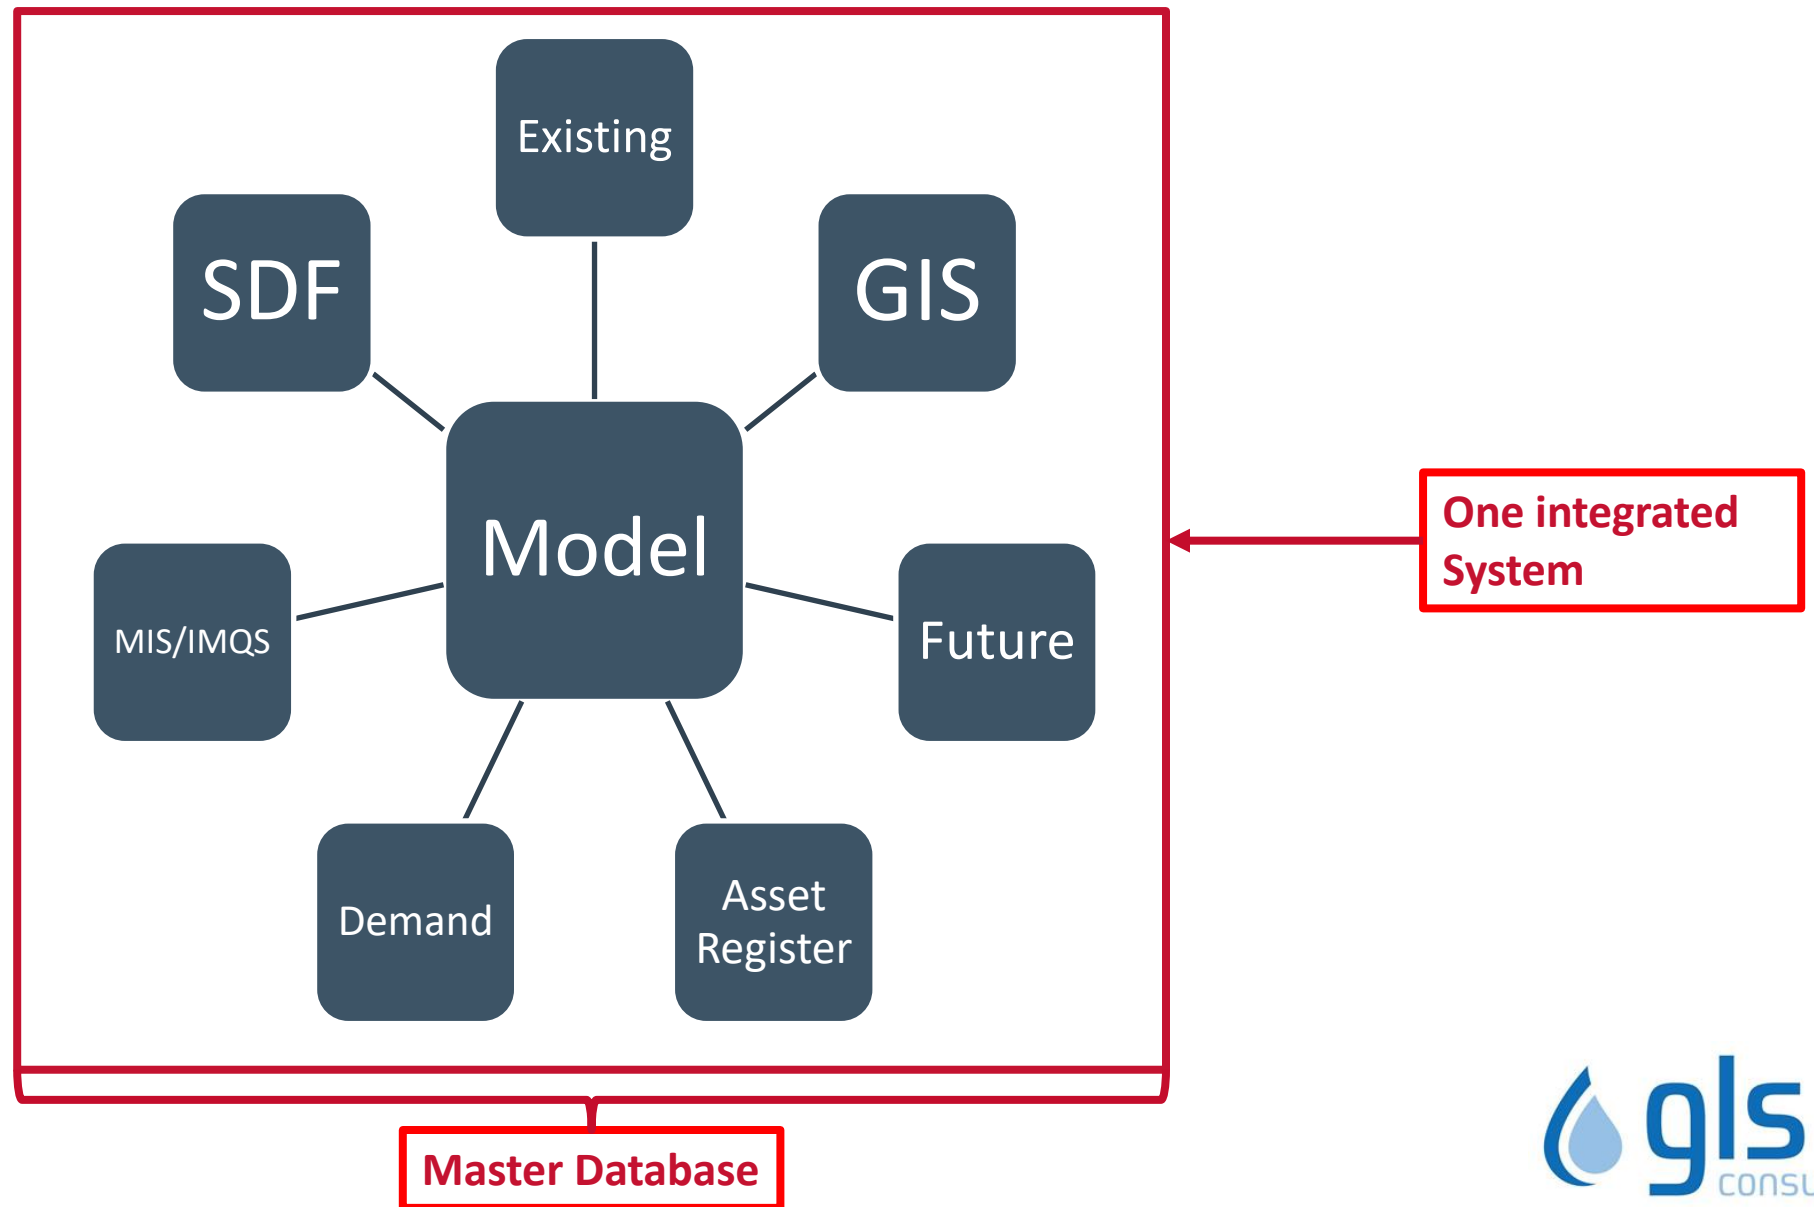 Existing
SDF
GIS
Model
One integrated
System
MIS/IMQS
Future
Demand
Asset
Register
Master Database
gls